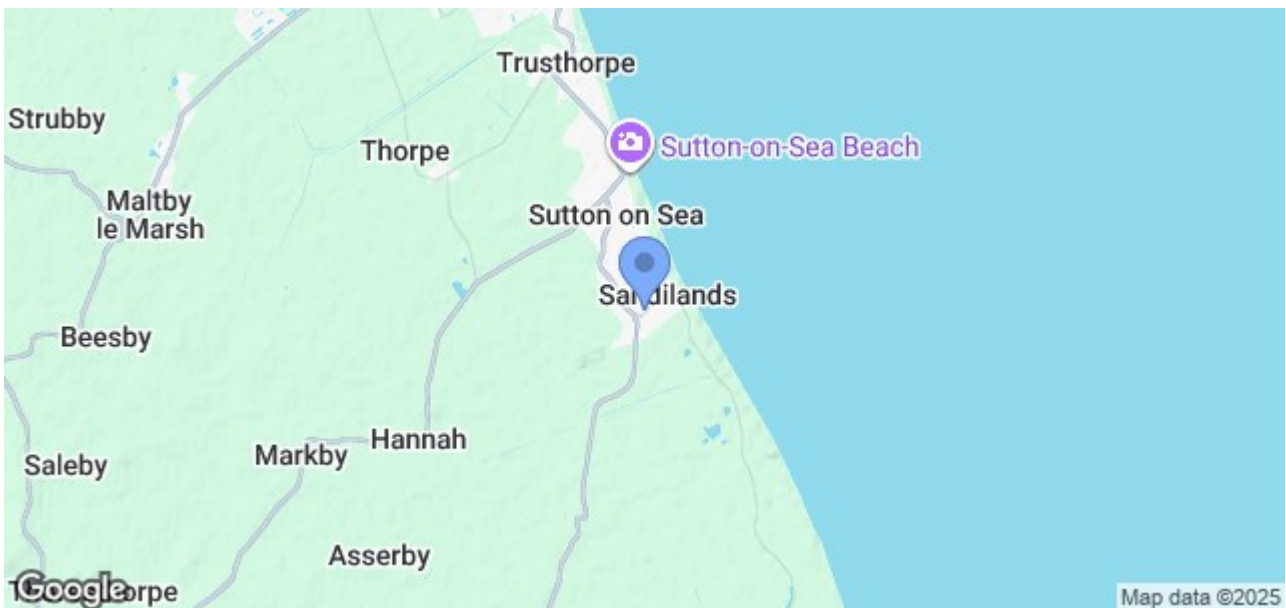 Trusthorpe
Strubby
Sutton-on-Sea Beach
Thorpe
Maltby
le Marsh
Sutton on Sea
Sandilands
Beesby
Hannah
Markby
Saleby
Asserby
Google
Map data ©2025